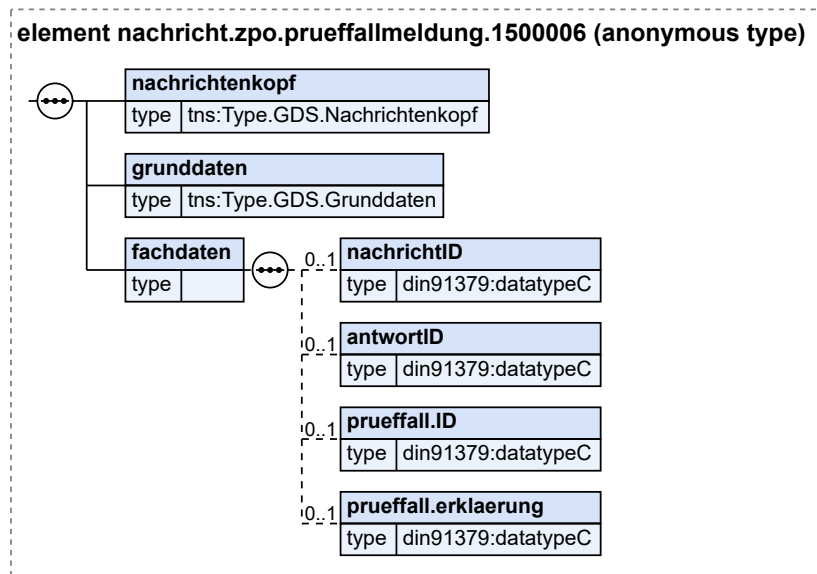 element nachricht.zpo.prueffallmeldung.1500006 (anonymous type)
nachrichtenkopf
type tns:Type.GDS.Nachrichtenkopf
grunddaten
type tns:Type.GDS.Grunddaten
fachdaten
type
0..1 nachrichtID
type din91379:datatypeC
0..1 antwortID
type din91379:datatypeC
0..1 prueffall.ID
type din91379:datatypeC
0..1 prueffall.erklaerung
type din91379:datatypeC